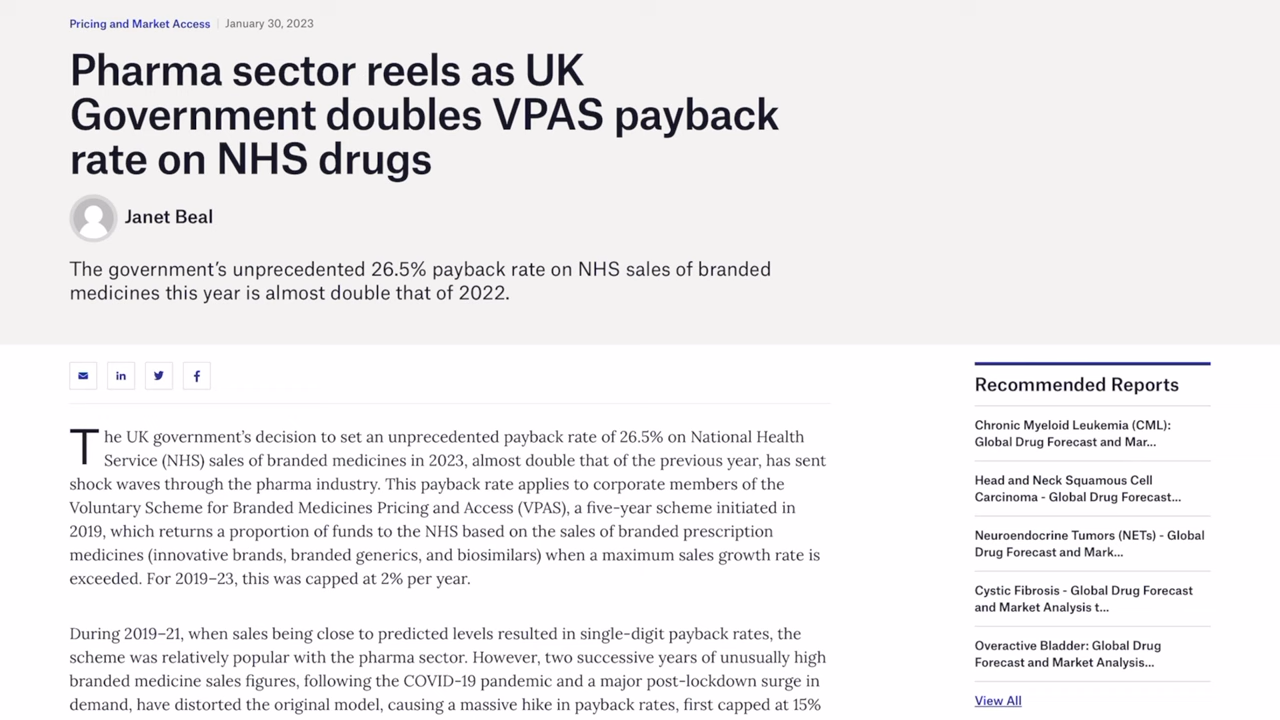 Pricing and Market Access | January 30, 2023
Pharma sector reels as UK
Government doubles VPAS payback
rate on NHS drugs
Janet Beal
The government’s unprecedented 26.5% payback rate on NHS sales of branded
medicines this year is almost double that of 2022.
in
f
The UK government’s decision to set an unprecedented payback rate of 26.5% on National Health
Service (NHS) sales of branded medicines in 2023, almost double that of the previous year, has sent
shock waves through the pharma industry. This payback rate applies to corporate members of the
Voluntary Scheme for Branded Medicines Pricing and Access (VPAS), a five-year scheme initiated in
2019, which returns a proportion of funds to the NHS based on the sales of branded prescription
medicines (innovative brands, branded generics, and biosimilars) when a maximum sales growth rate is
exceeded. For 2019–23, this was capped at 2% per year.
During 2019–21, when sales being close to predicted levels resulted in single-digit payback rates, the
scheme was relatively popular with the pharma sector. However, two successive years of unusually high
branded medicine sales figures, following the COVID-19 pandemic and a major post-lockdown surge in
demand, have distorted the original model, causing a massive hike in payback rates, first capped at 15%
Recommended Reports
Chronic Myeloid Leukemia (CML):
Global Drug Forecast and Mar...
Head and Neck Squamous Cell
Carcinoma - Global Drug Forecast...
Neuroendocrine Tumors (NETs) - Global
Drug Forecast and Mark...
Cystic Fibrosis - Global Drug Forecast
and Market Analysis t...
Overactive Bladder: Global Drug
Forecast and Market Analysis...
View All